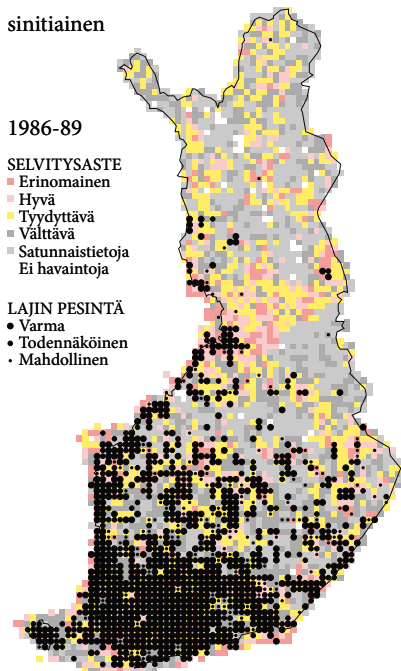 sinitiainen
1986-89
SELVITYSASTE
Erinomainen
Hyvä
Tyydyttävä
Välttävä
Satunnaistietoja
Ei havaintoja
LAJIN PESINTÄ
Varma
Todennäköinen
Mahdollinen